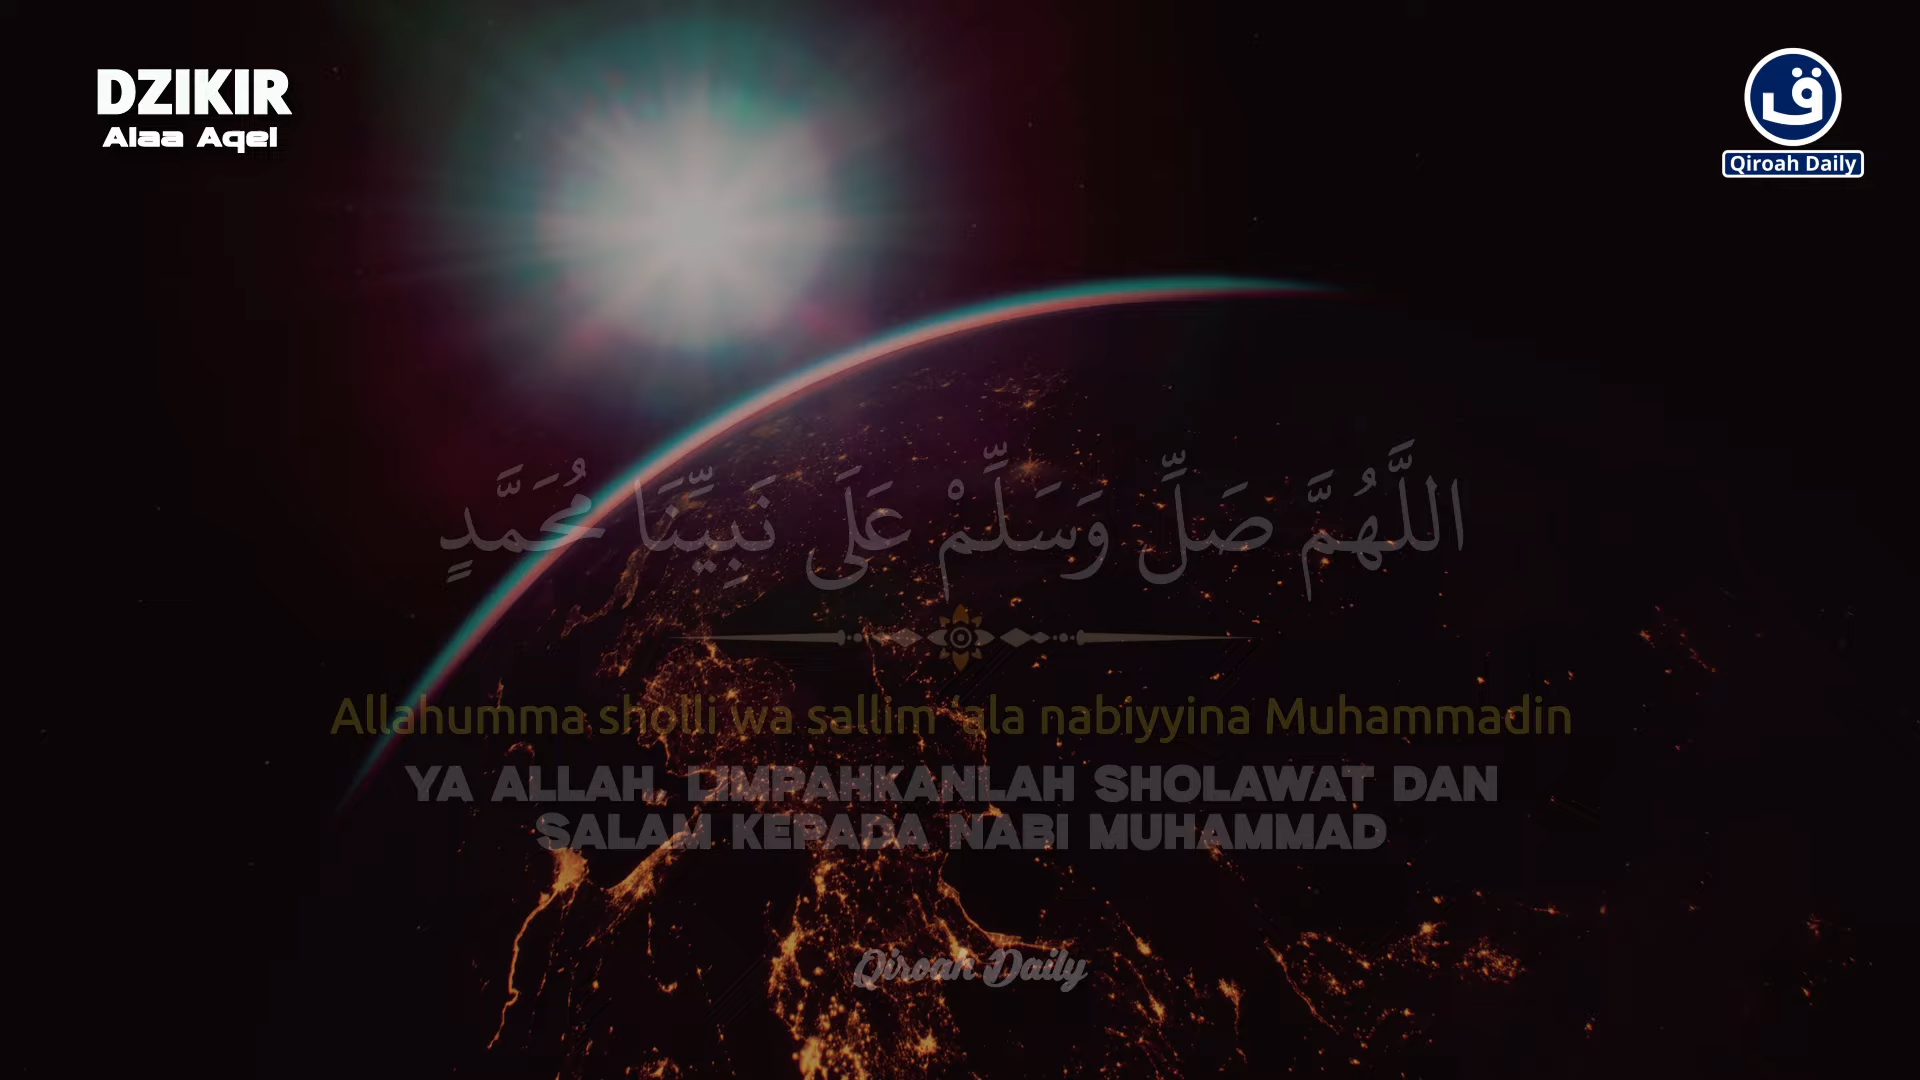 DZIKIR
Alaa Aqel
ق
Qiroah Daily
اللَّهُمَّ صَلِّ وَسَلِّمْ عَلَى نَبِيِّنَا مُحَمَّدٍ
Allahumma sholli wa sallim ‘ala nabiyyina Muhammadin
YA ALLAH, LIMPAHKANLAH SHOLAWAT DAN
SALAM KEPADA NABI MUHAMMAD
Qiroah Daily